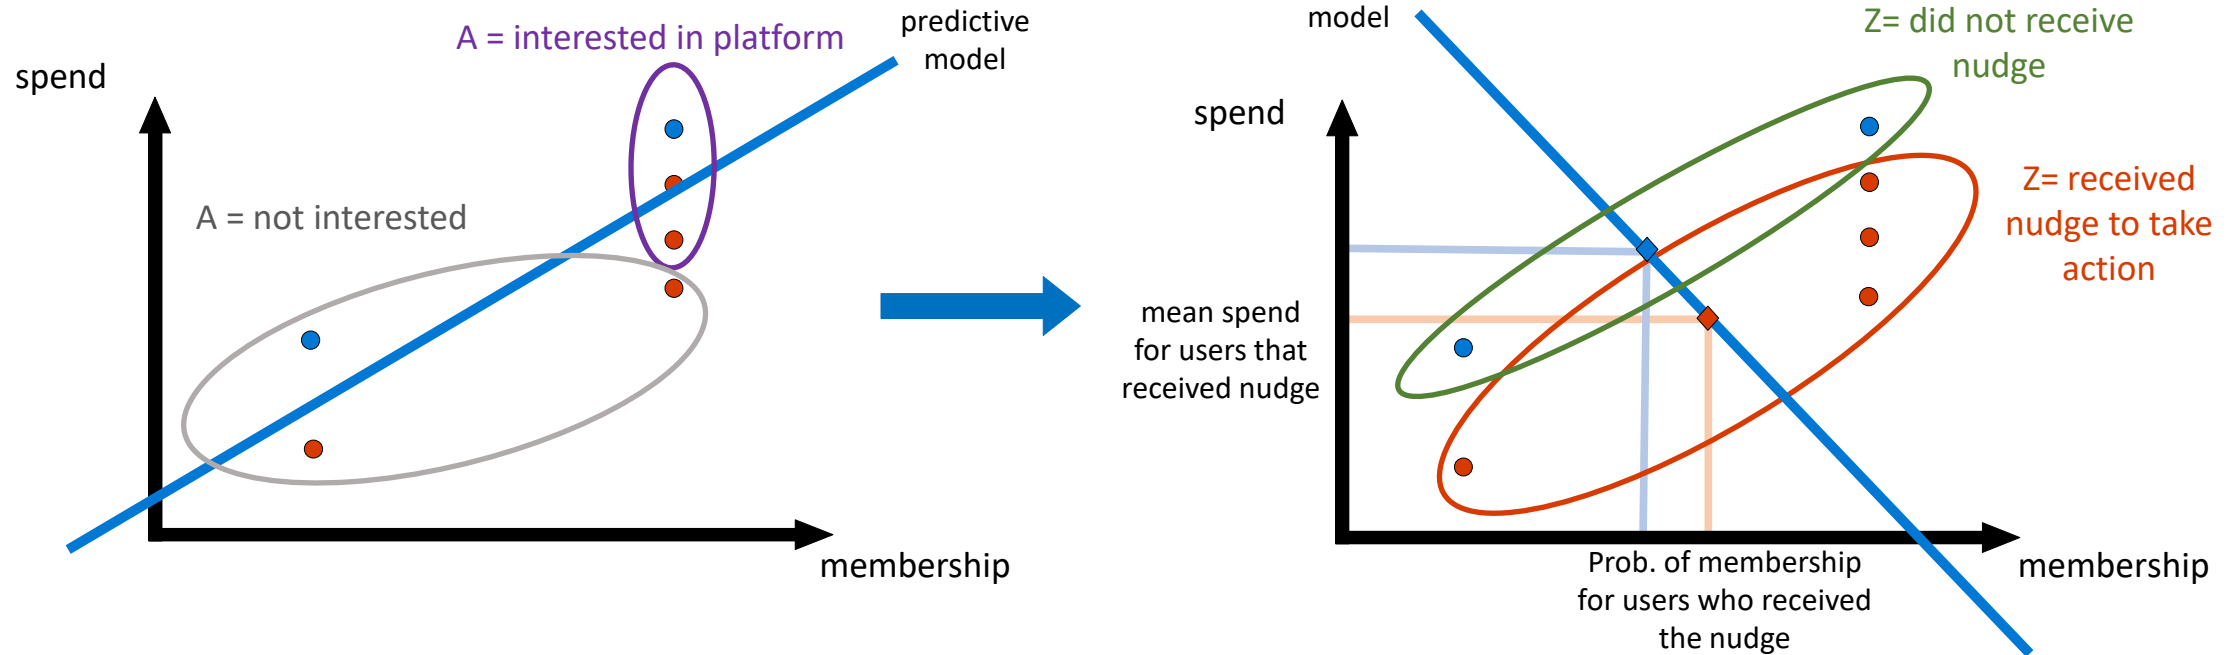 A = interested in platform
predictive
model
spend
A = not interested
membership
model
Z= did not receive
nudge
spend
Z= received
nudge to take
action
mean spend
for users that
received nudge
Prob. of membership
for users who received
the nudge
membership